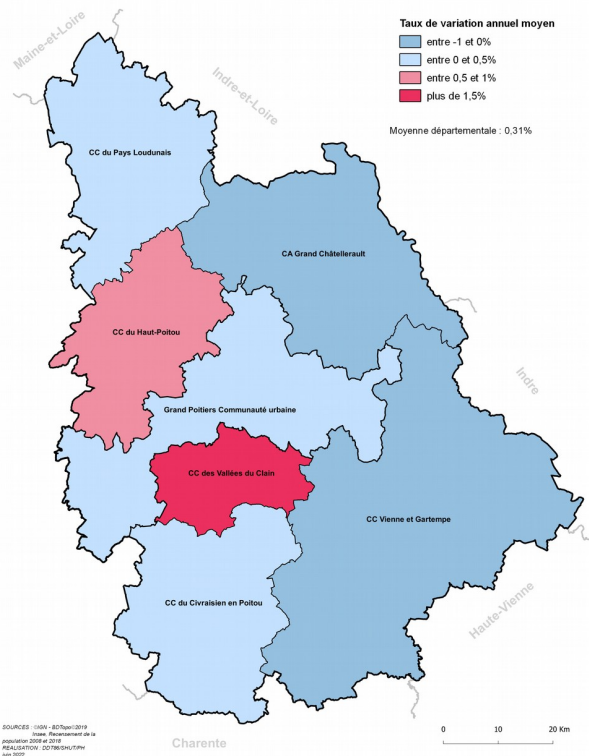 Maine-et-Loire
Indre-et-Loire
Taux de variation annuel moyen
entre -1 et 0%
entre 0 et 0,5%
entre 0,5 et 1%
plus de 1,5%
Moyenne départementale : 0,31%
CC du Pays Loudunais
CA Grand Châtellerault
CC du Haut-Poitou
Indre
Grand Poitiers Communauté urbaine
CC des Vallées du Clain
CC Vienne et Gartempe
CC du Civraisien en Poitou
Haute-Vienne
Charente
SOURCES : ©IGN - BDTopo©2019
Insee, Recensement de la
population 2008 et 2018
REALISATION : DDT86/SHUT/PH
juin 2022
0 10 20 Km